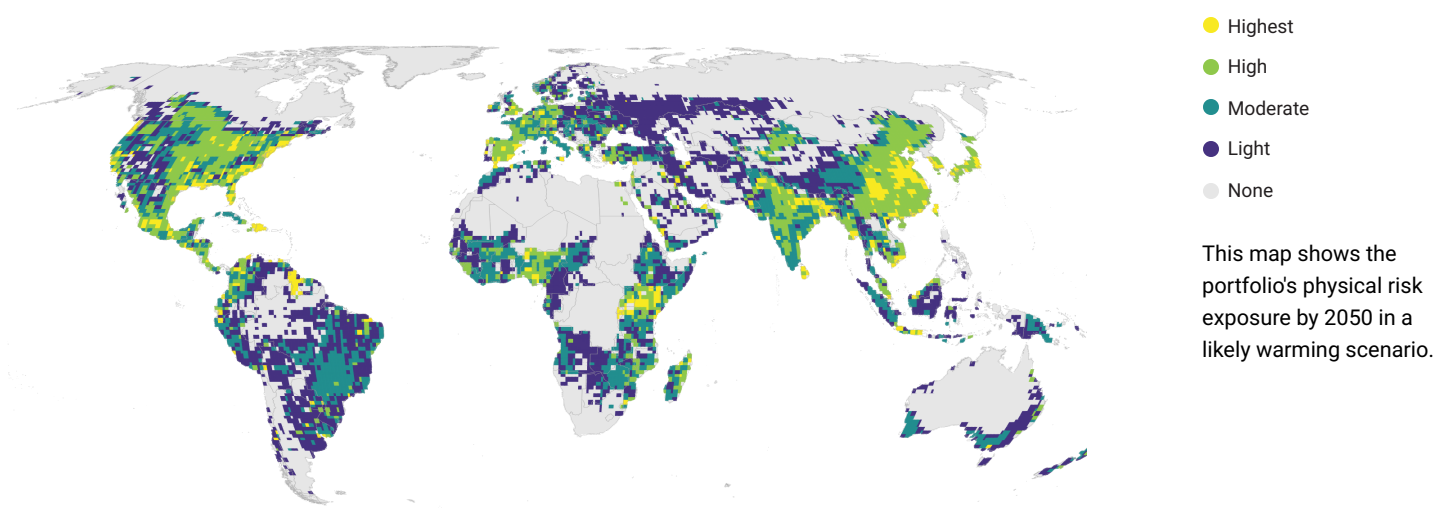 Highest
High
Moderate
Light
None
This map shows the
portfolio's physical risk
exposure by 2050 in a
likely warming scenario.